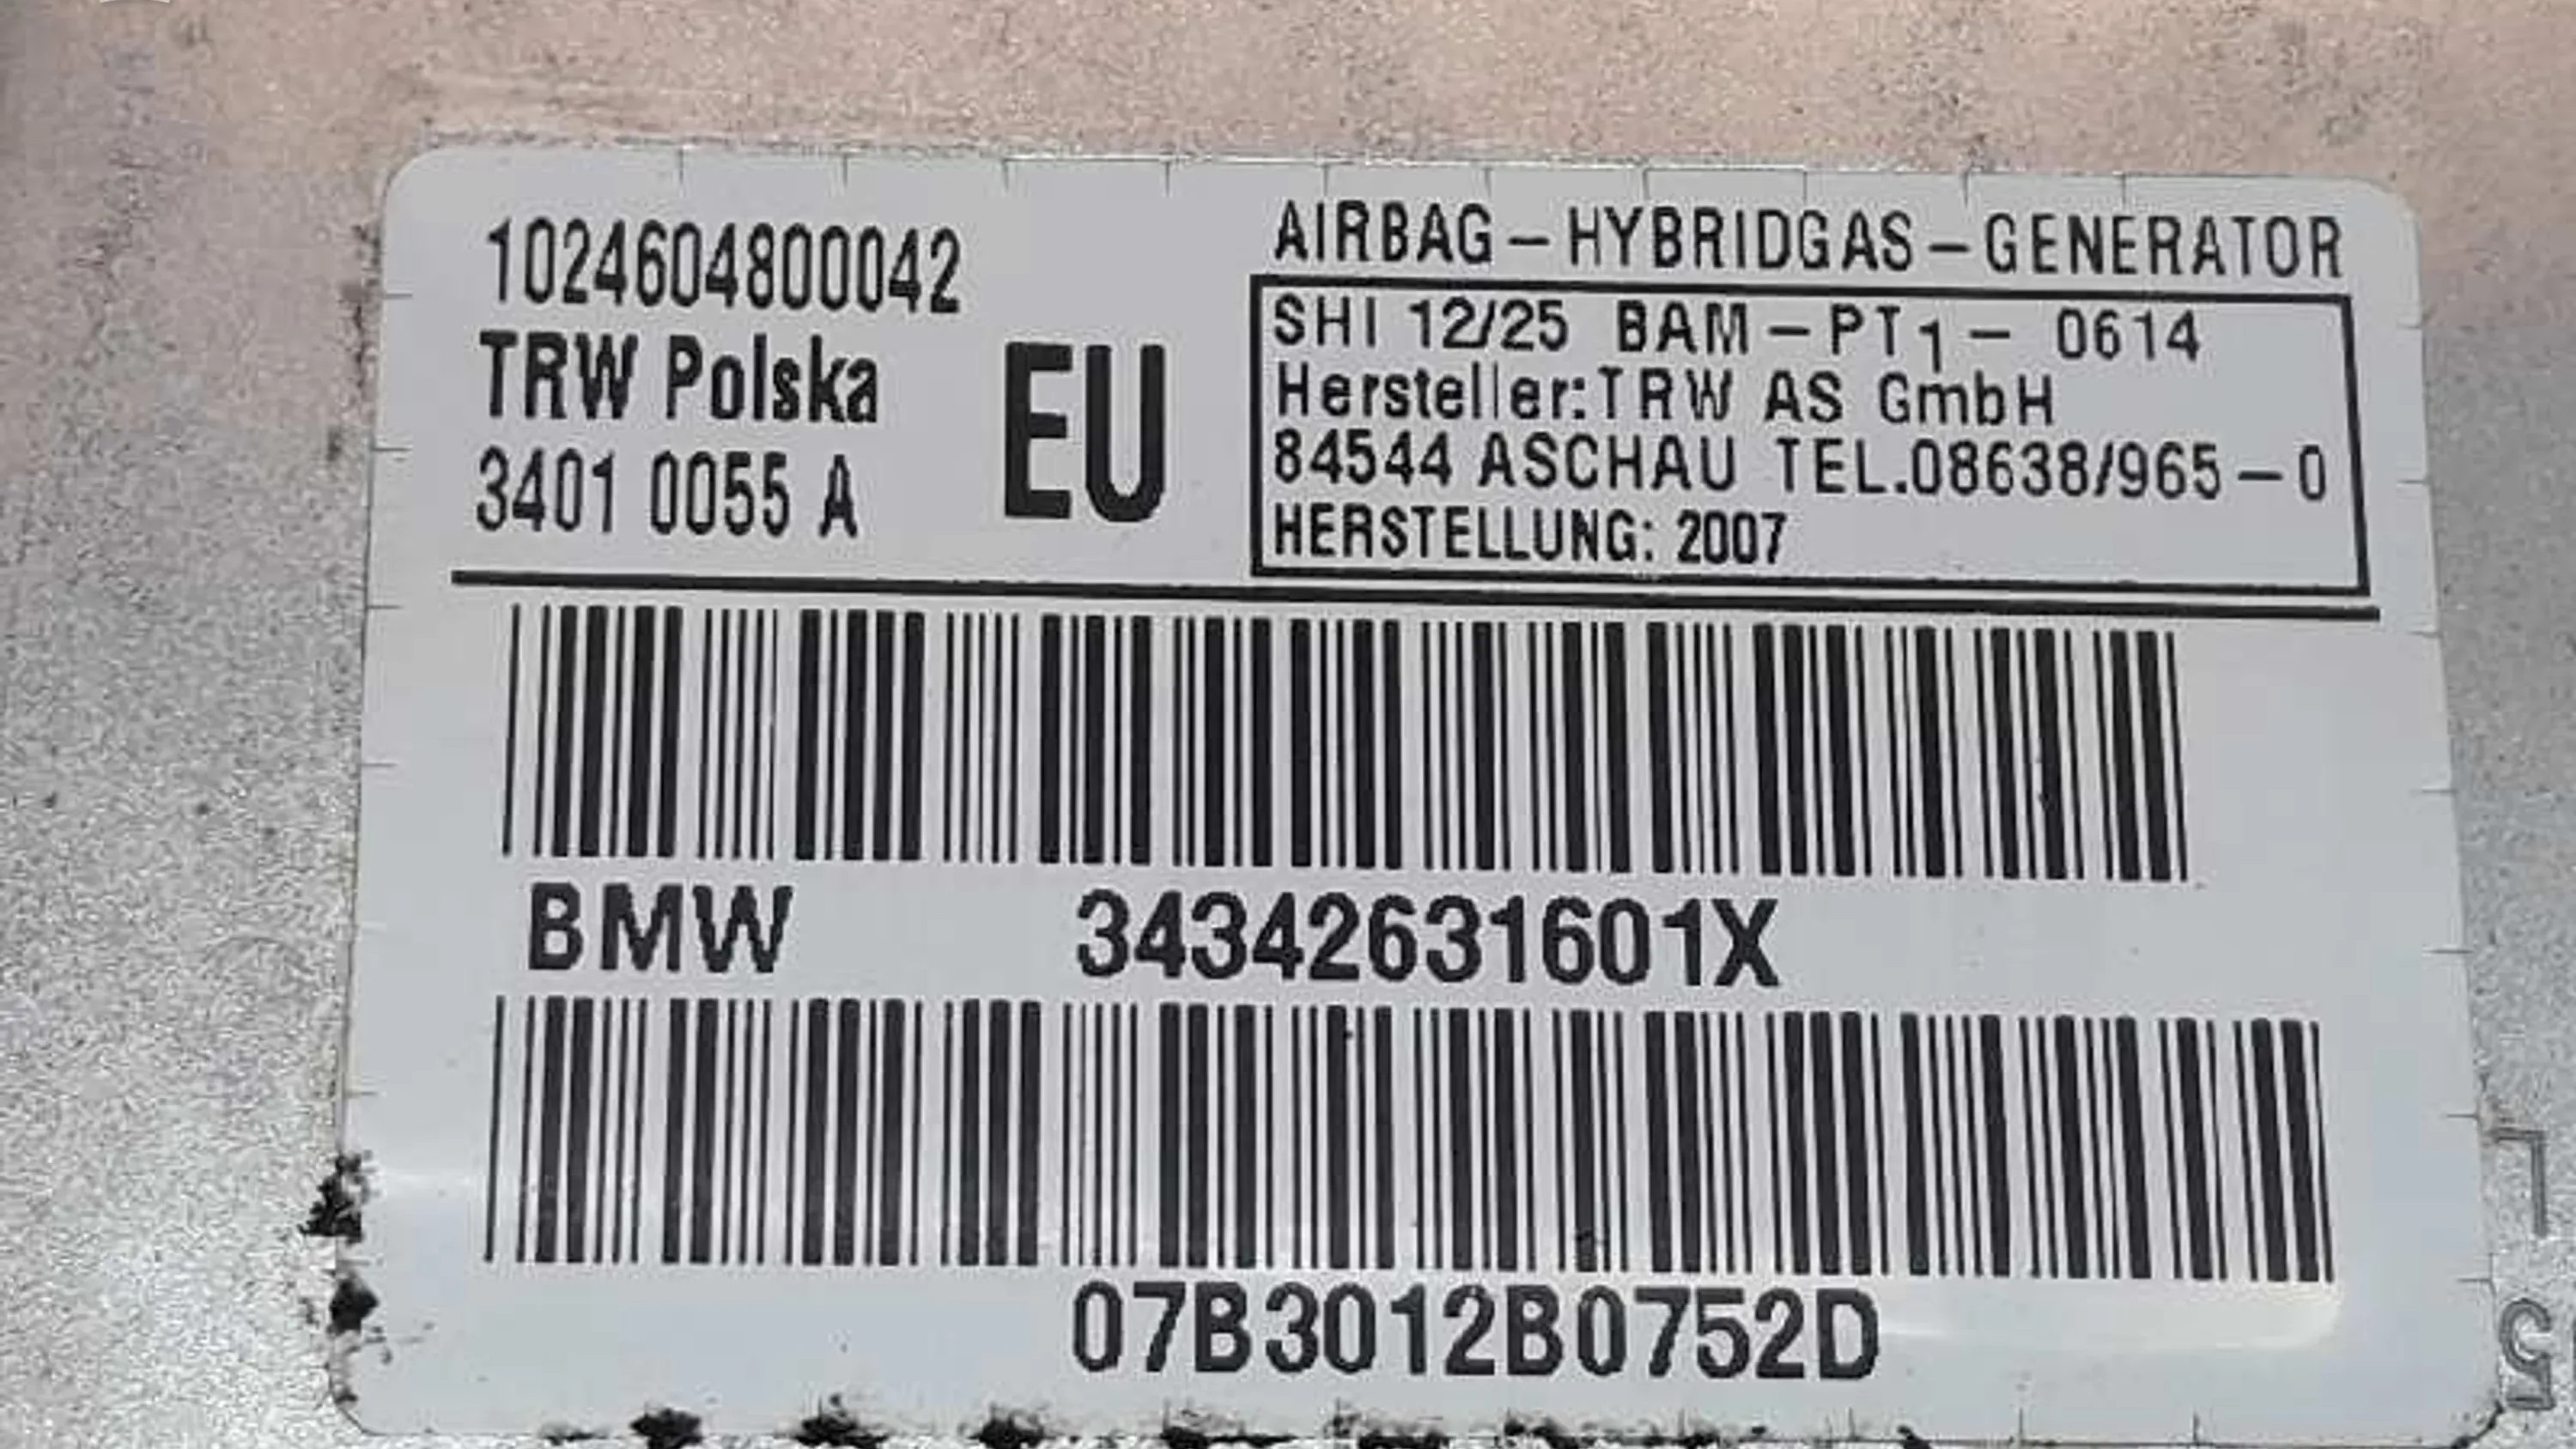 1024604800042
TRW Polska
3401 0055 A
EU
AIRBAG-HYBRIDGAS-GENERATOR
SHI 12/25 BAM-PT1- 0614
Hersteller:TRW AS GmbH
84544 ASCHAU TEL.08638/965-0
HERSTELLUNG: 2007
BMW 34342631601X
07B3012B0752D